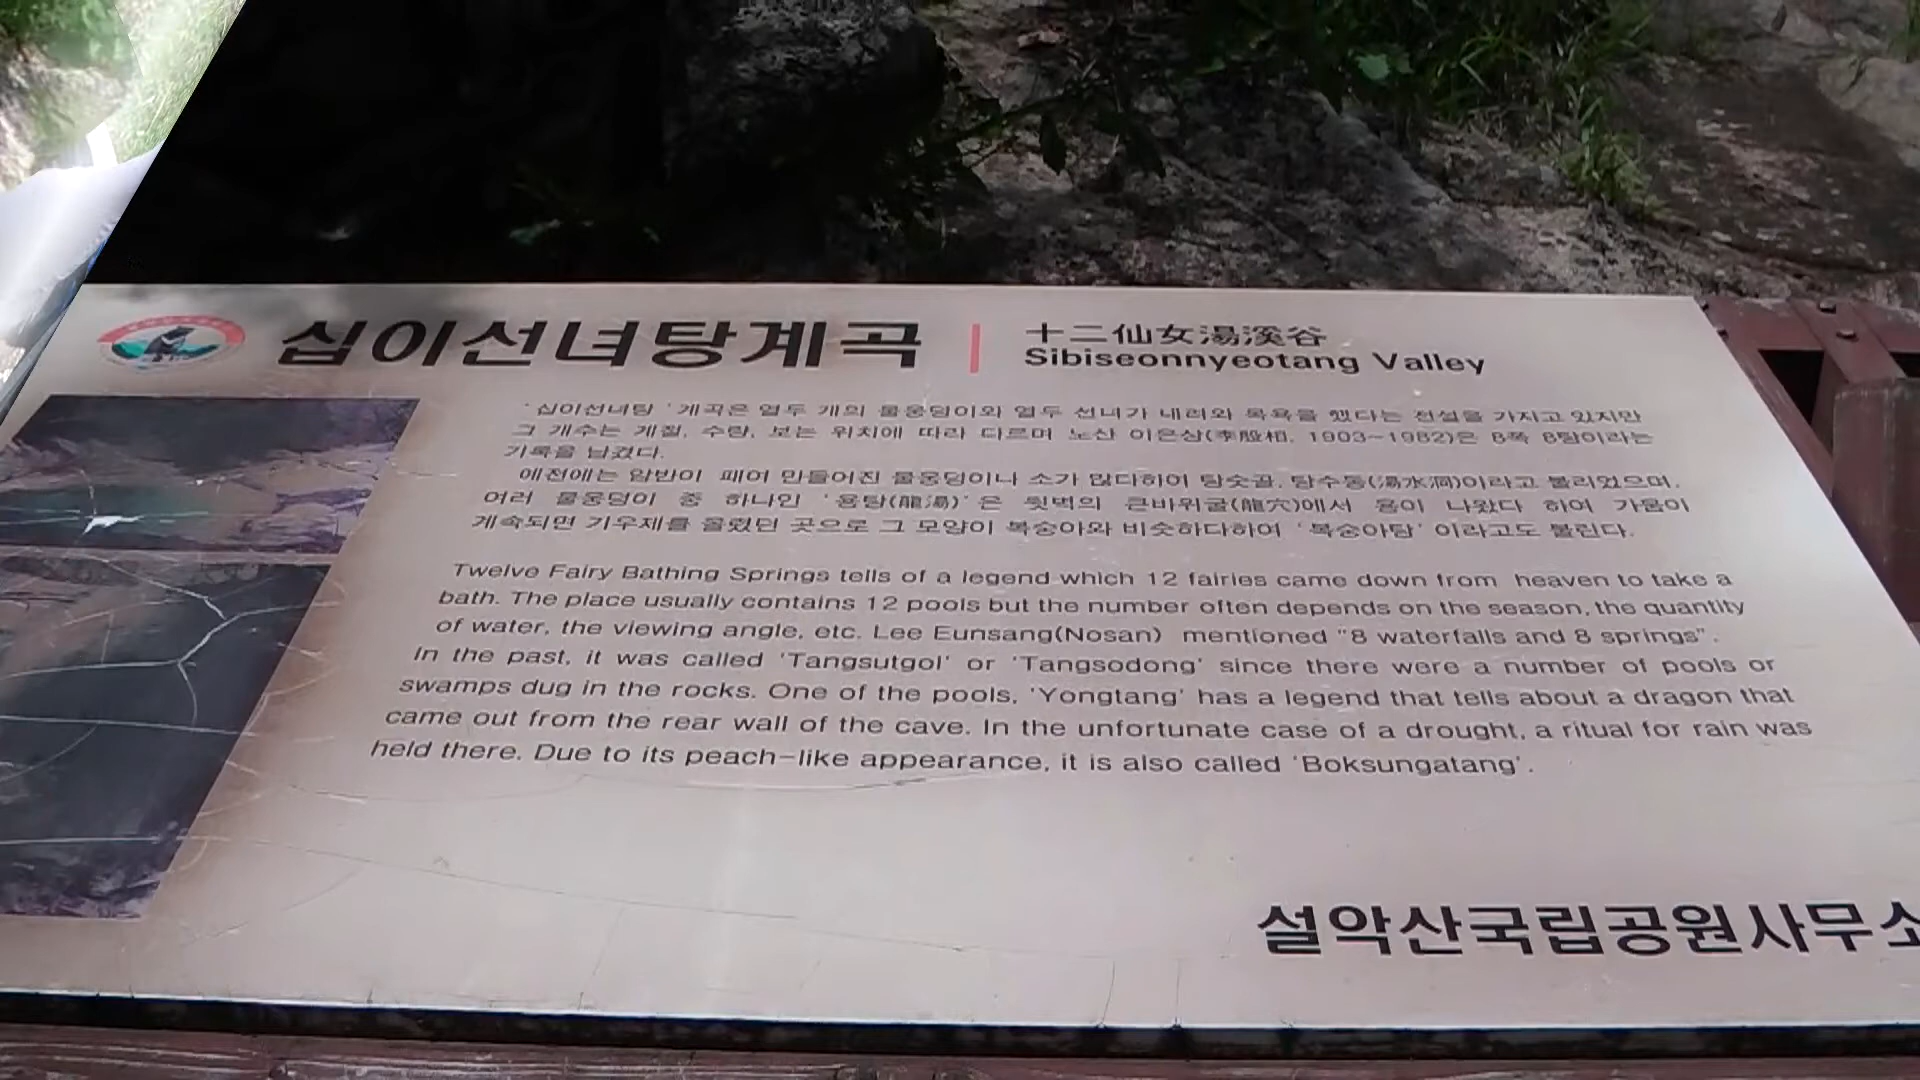 십이선녀탕계곡
十二仙女湯溪谷
Sibiseonnyeotang Valley
'십이선녀탕'계곡은 열두 개의 물웅덩이와 열두 선녀가 내려와 목욕을 했다는 전설을 가지고 있지만
그 개수는 계절, 수량, 보는 위치에 따라 다르며 노산 이은상(李殷相, 1903~1982)은 8폭 8탕이라는
기록을 남겼다.
예전에는 암반이 패여 만들어진 물웅덩이나 소가 많다하여 탕숫골, 탕수동(湯水洞)이라고 불리었으며,
여러 물웅덩이 중 하나인 '용탕(龍湯)'은 뒷벽의 큰바위굴(龍穴)에서 용이 나왔다 하여 가뭄이
계속되면 기우제를 올렸던 곳으로 그 모양이 복숭아와 비슷하다하여 '복숭아탕'이라고도 불린다.
Twelve Fairy Bathing Springs tells of a legend which 12 fairies came down from heaven to take a
bath. The place usually contains 12 pools but the number often depends on the season, the quantity
of water, the viewing angle, etc. Lee Eunsang(Nosan) mentioned "8 waterfalls and 8 springs".
In the past, it was called 'Tangsutgol' or 'Tangsodong' since there were a number of pools or
swamps dug in the rocks. One of the pools, 'Yongtang' has a legend that tells about a dragon that
came out from the rear wall of the cave. In the unfortunate case of a drought, a ritual for rain was
held there. Due to its peach-like appearance, it is also called 'Boksungatang'.
설악산국립공원사무소